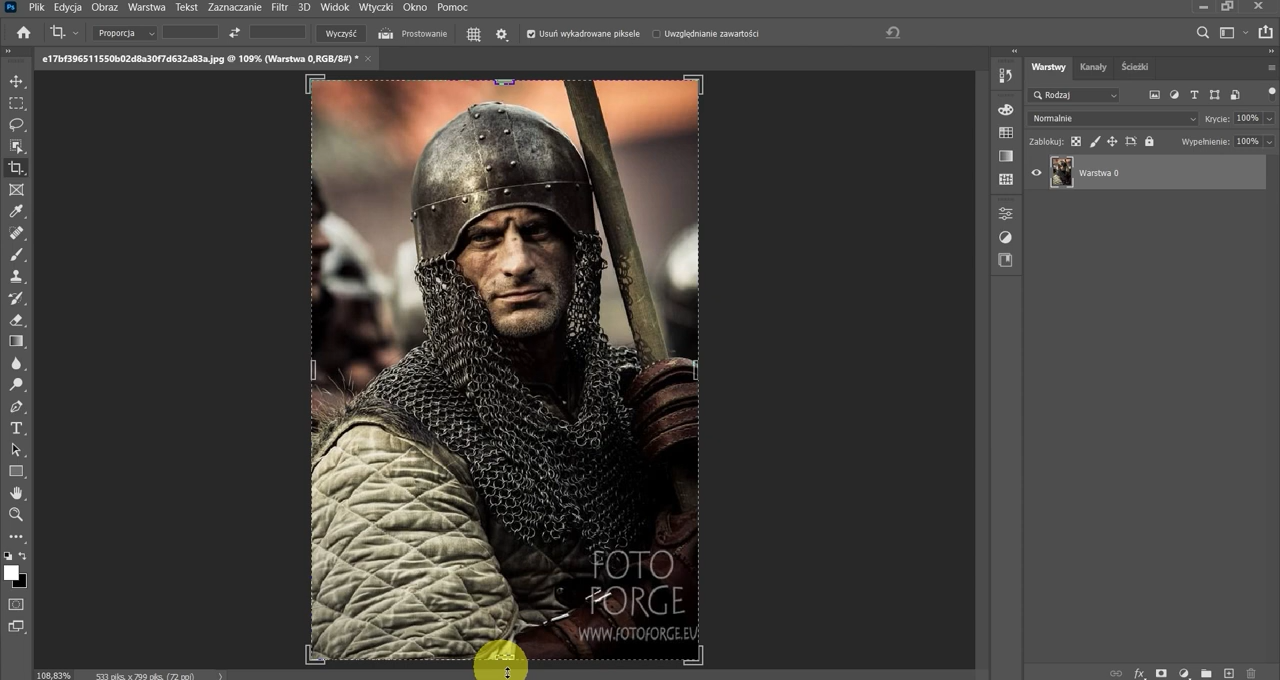 Ps Plik Edycja Obraz Warstwa Tekst Zaznaczanie Filtr 3D Widok Wtyczki Okno Pomoc
Proporcja Wyczyść Prostowanie Usuń wykadrowane piksele Uwzględnianie zawartości
e17bf396511550b02d8a30f7d632a83a.jpg @ 109% (Warstwa 0,RGB/8#) *
Warstwy Kanały Ścieżki
Rodzaj
Normalnie Krycie: 100%
Zablokuj: Wypełnienie: 100%
Warstwa 0
FOTO
FORGE
WWW.FOTOFORGE.EU
108,83% 533 piks. x 799 piks. (72 ppi)